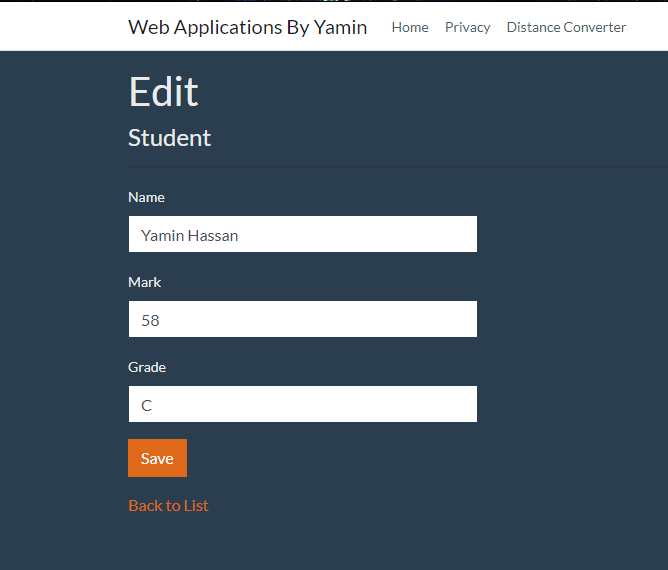 Web Applications By Yamin Home Privacy Distance Converter
Edit
Student
Name
Yamin Hassan
Mark
58
Grade
C
Save
Back to List